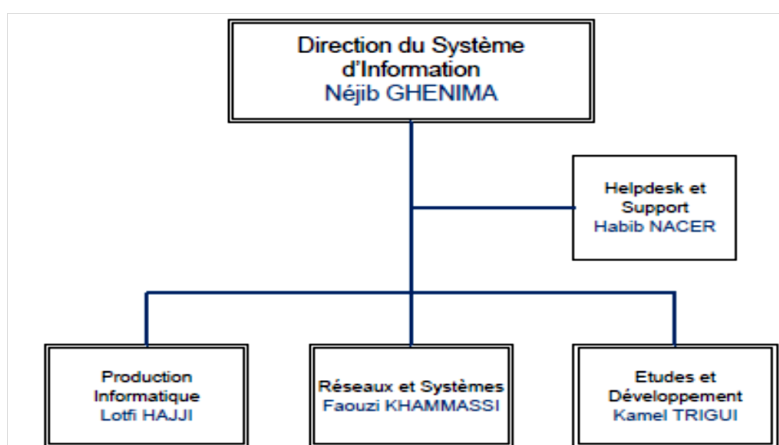 Direction du Système
d'Information
Néjib GHENIMA
Helpdesk et
Support
Habib NACER
Production
Informatique
Lotfi HAJJI
Réseaux et Systèmes
Faouzi KHAMMASSI
Etudes et
Développement
Kamel TRIGUI